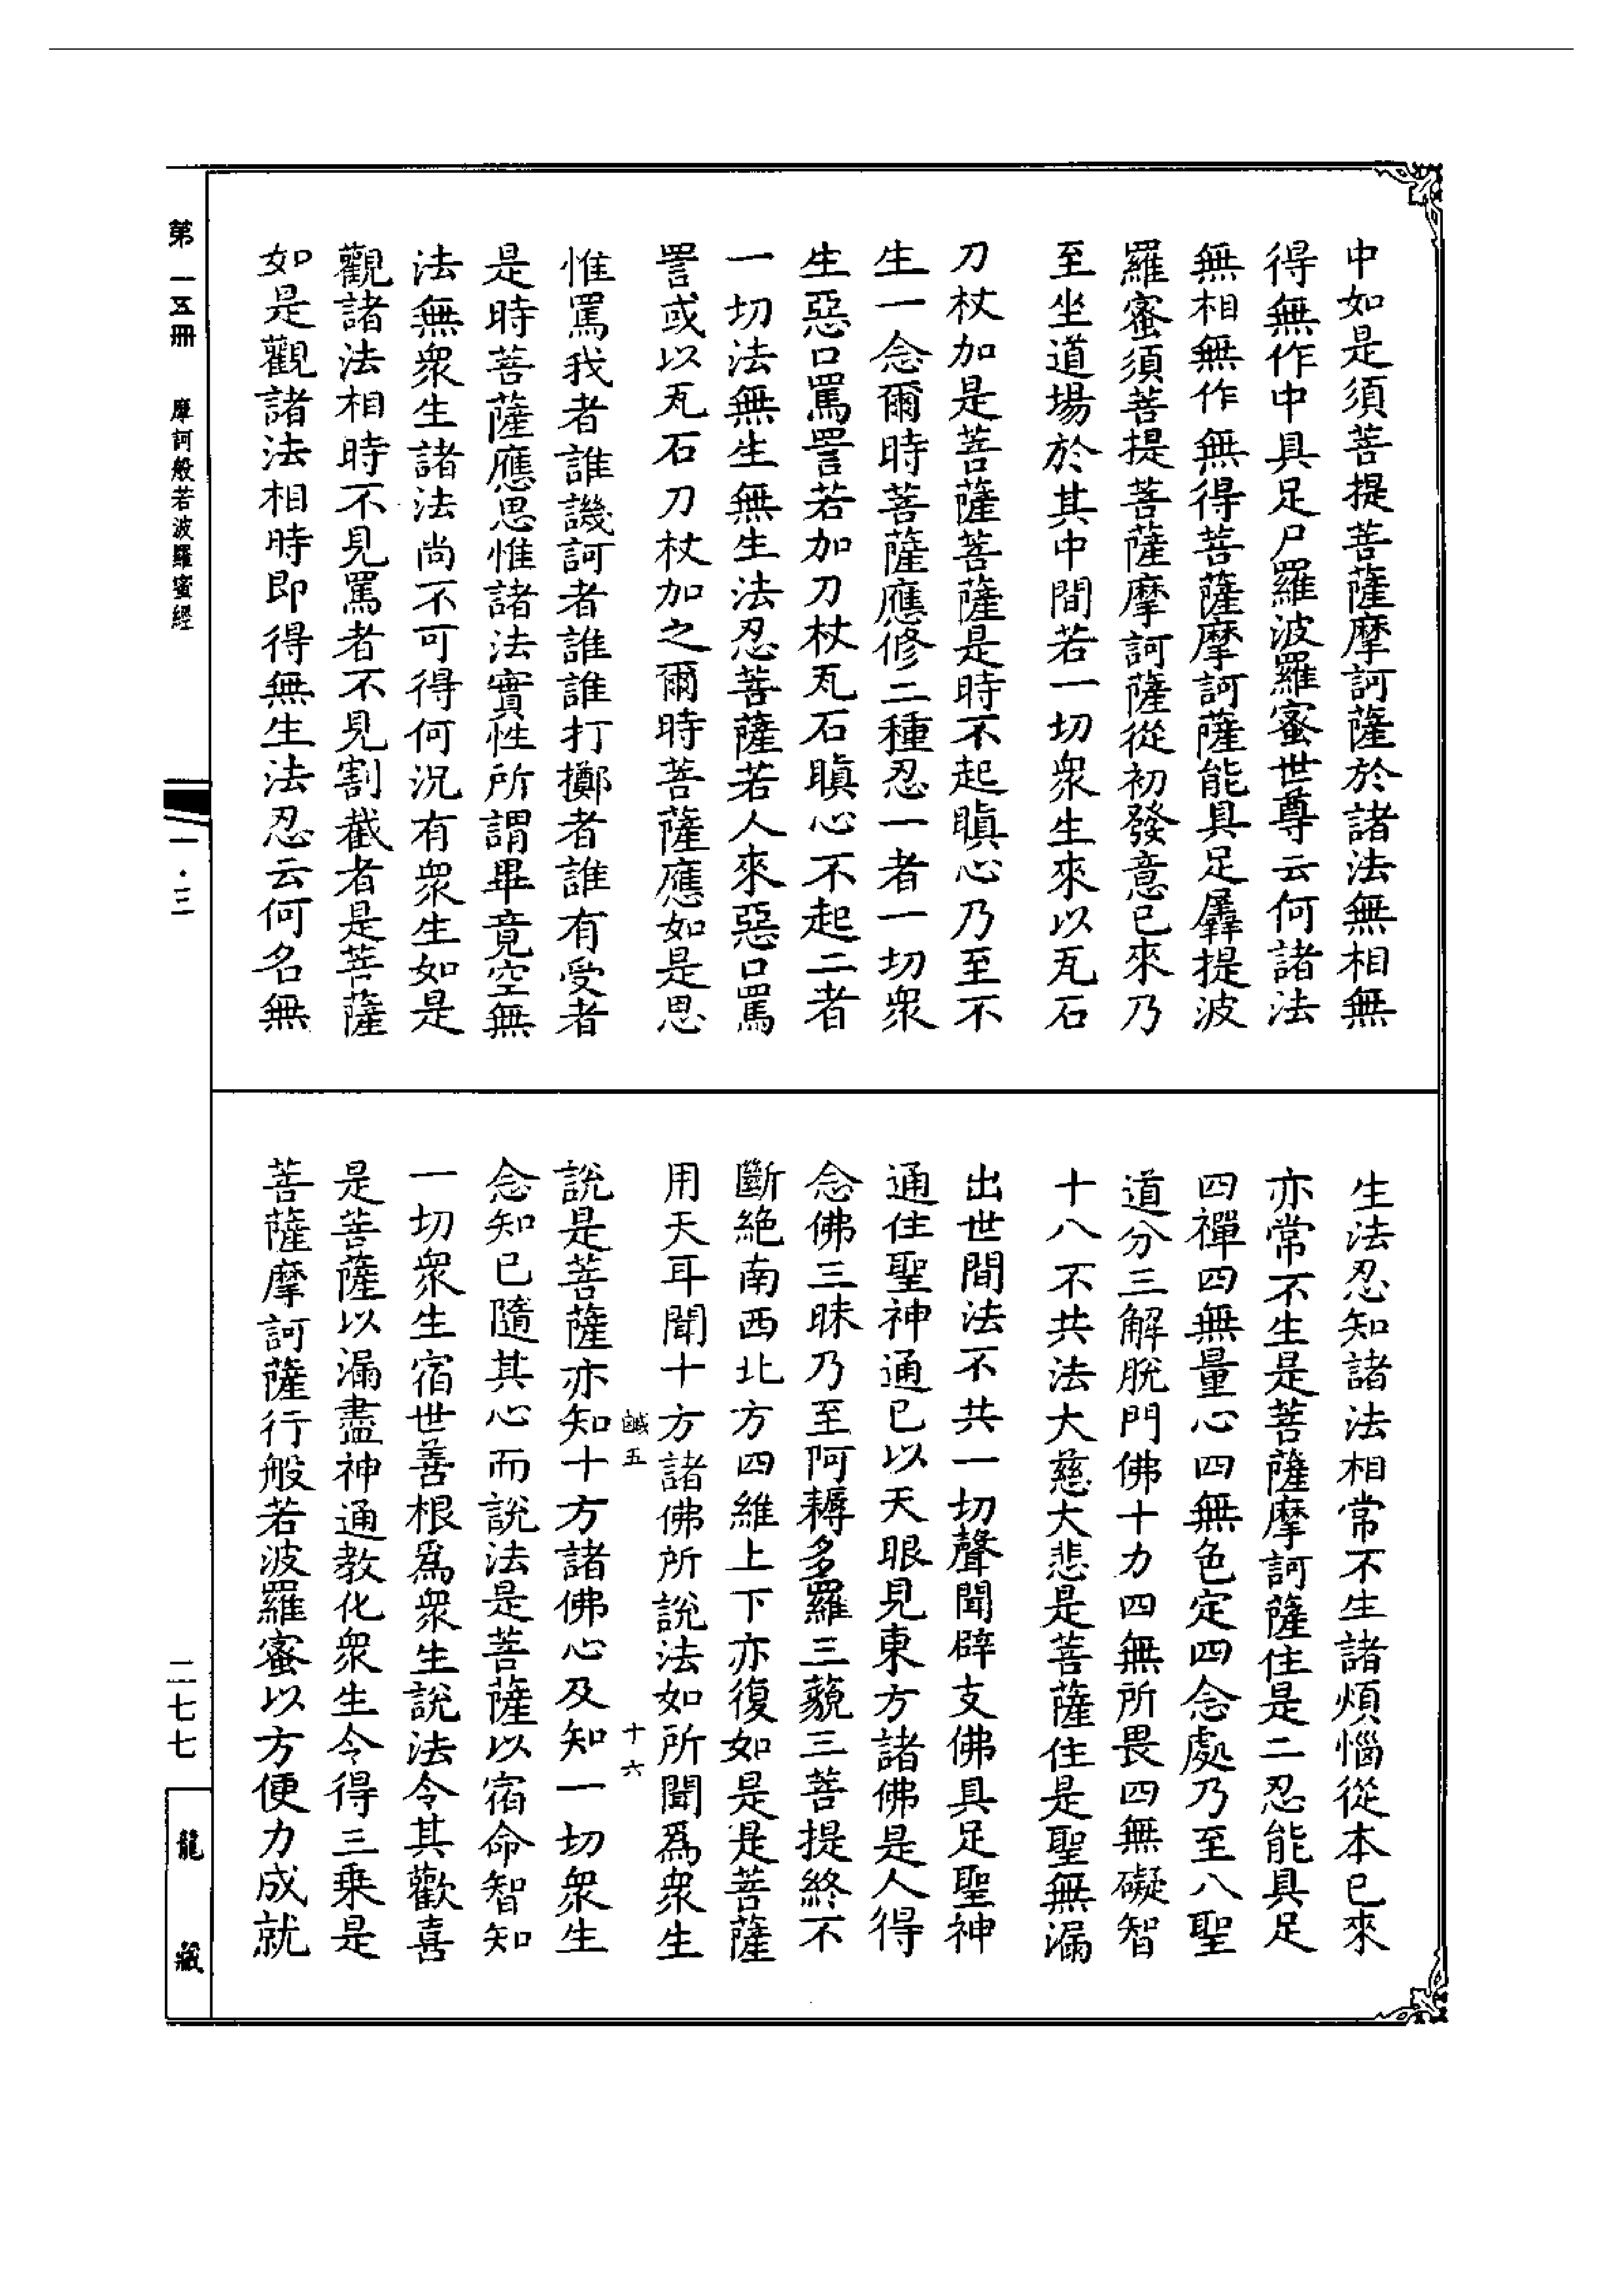 中如是須菩提菩薩摩訶薩於諸法無相無
得無作中具足尸羅波羅蜜世尊云何諸法
無相無作無得菩薩摩訶薩能具足羼提波
羅蜜須菩提菩薩摩訶薩從初發意已來乃
至坐道場於其中間若一切衆生來以瓦石
刀杖加是菩薩菩薩是時不起瞋心乃至不
生一念爾時菩薩應修二種忍一者一切衆
生惡口罵詈若加刀杖瓦石瞋心不起二者
一切法無生無生法忍菩薩若人來惡口罵
詈或以瓦石刀杖加之爾時菩薩應如是思
惟罵我者誰譏訶者誰誰打擲者誰有受者
是時菩薩應思惟諸法實性所謂畢竟空無
法無衆生諸法尚不可得何況有衆生如是
觀諸法相時不見罵者不見割截者是菩薩
如是觀諸法相時即得無生法忍云何名無
生法忍知諸法相常不生諸煩惱從本已來
亦常不生是菩薩摩訶薩住是二忍能具足
四禪四無量心四無色定四念處乃至八聖
道分三解脫門佛十力四無所畏四無礙智
十八不共法大慈大悲是菩薩住是聖無漏
出世間法不共一切聲聞辟支佛具足聖神
通住聖神通已以天眼見東方諸佛是人得
念佛三昧乃至阿耨多羅三藐三菩提終不
斷絕南西北方四維上下亦復如是是菩薩
用天耳聞十方諸佛所說法如所聞爲衆生
鹹五 十六
說是菩薩亦知十方諸佛心及知一切衆生
念知已隨其心而說法是菩薩以宿命智知
一切衆生宿世善根爲衆生說法令其歡喜
是菩薩以漏盡神通教化衆生令得三乘是
菩薩摩訶薩行般若波羅蜜以方便力成就
第一五冊 摩訶般若波羅蜜經
一·三
二七七
龍藏